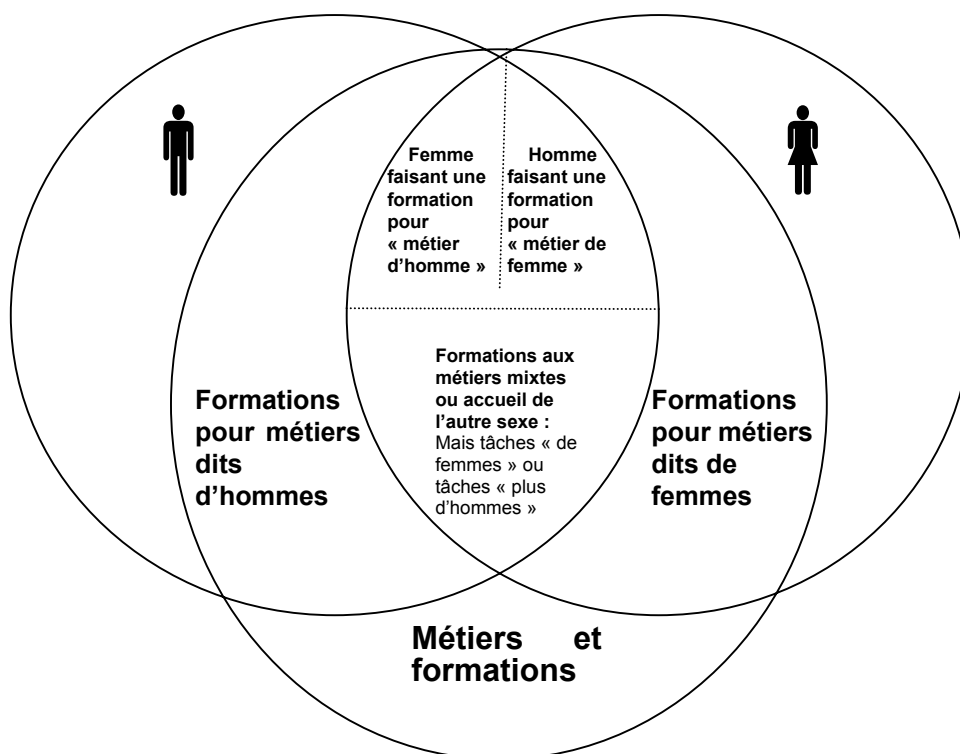 Femme
faisant une
formation
pour
« métier
d’homme »
Homme
faisant une
formation
pour
« métier de
femme »
Formations aux
métiers mixtes
ou accueil de
l’autre sexe :
Mais tâches « de
femmes » ou
tâches « plus
d’hommes »
Formations
pour métiers
dits
d’hommes
Formations
pour métiers
dits de
femmes
Métiers et
formations